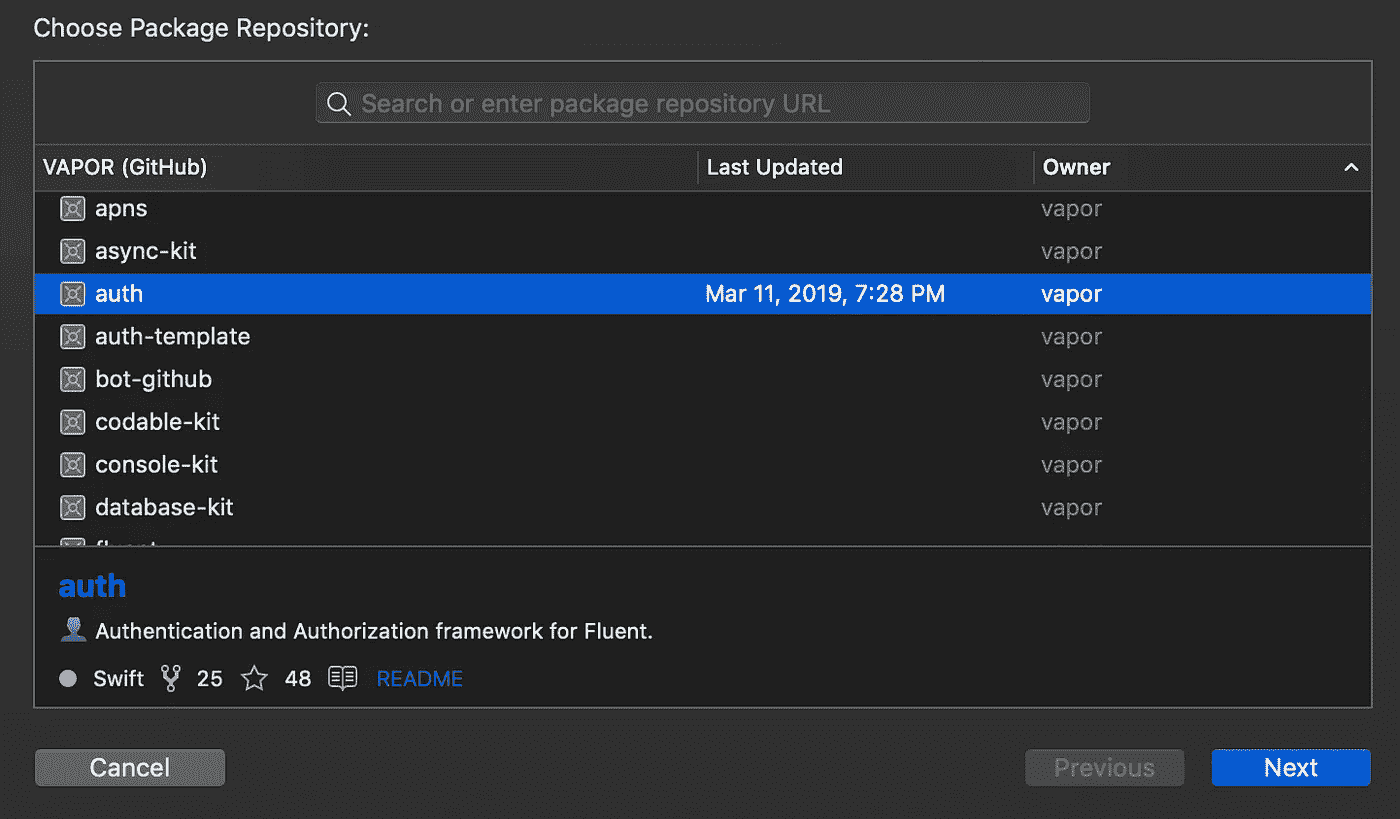 Choose Package Repository:
Search or enter package repository URL
VAPOR (GitHub) Last Updated Owner
apns vapor
async-kit vapor
auth Mar 11, 2019, 7:28 PM vapor
auth-template vapor
bot-github vapor
codable-kit vapor
console-kit vapor
database-kit vapor
auth
Authentication and Authorization framework for Fluent.
Swift 25 48 README
Cancel Previous Next